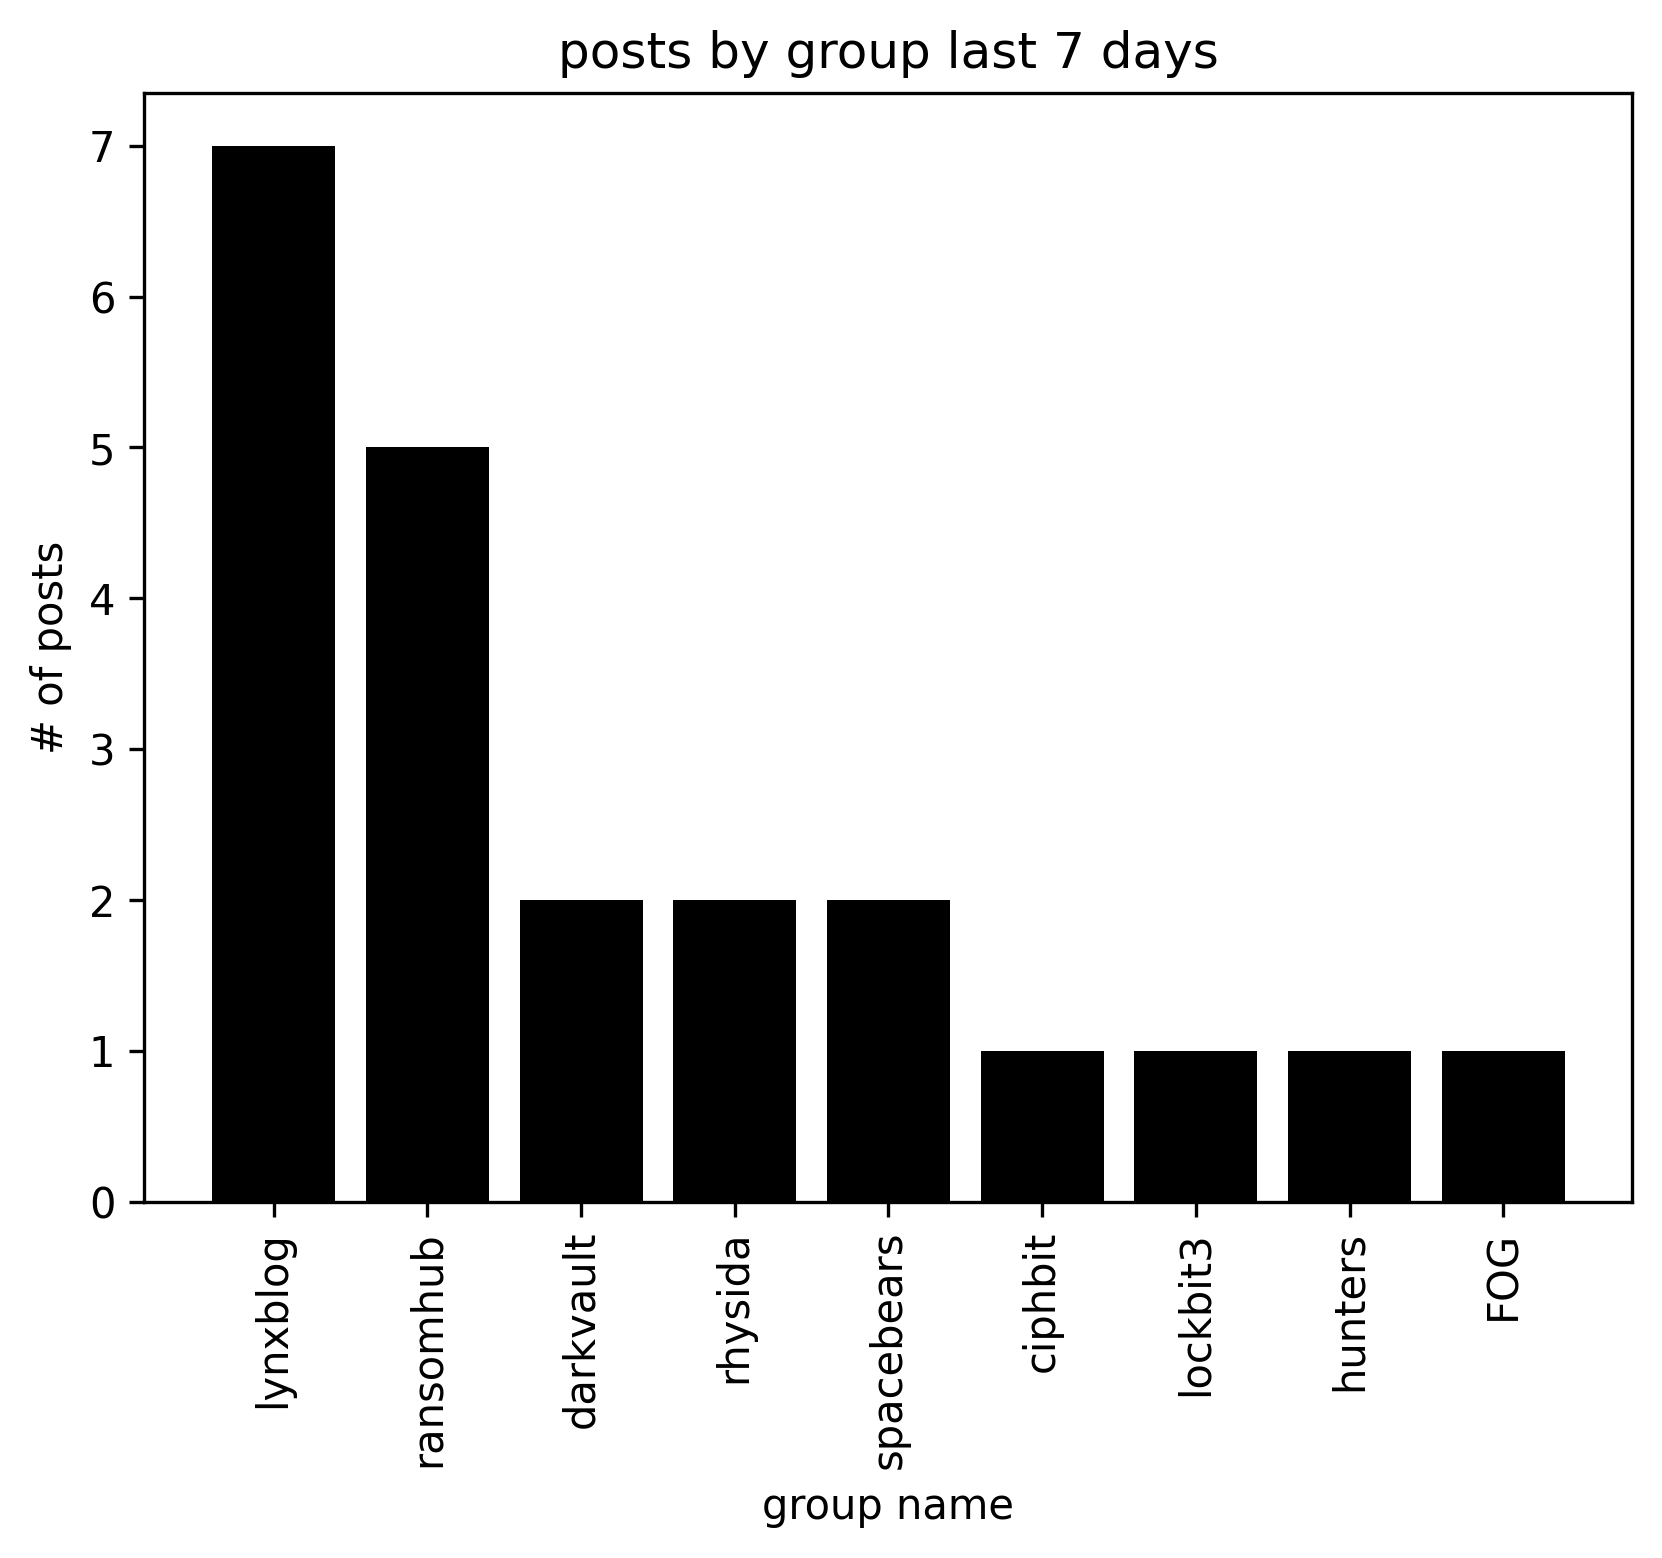 posts by group last 7 days
# of posts
7
6
5
4
3
2
1
0
lynxblog
ransomhub
darkvault
rhysida
spacebears
ciphbit
lockbit3
hunters
FOG
group name